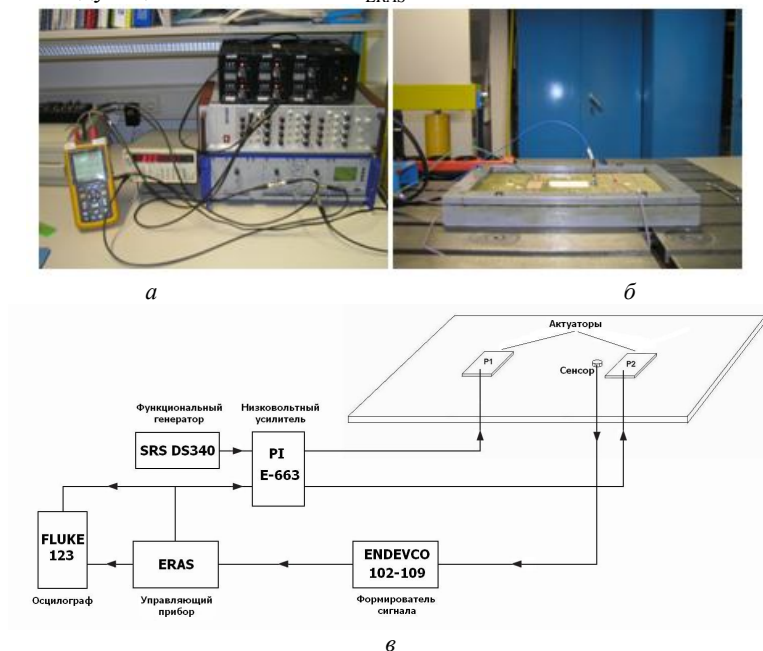 ERAS
а
б
Актуаторы
P1
P2
Сенсор
Функциональный
генератор
Низковольтный
усилитель
SRS DS340
PI
E-663
FLUKE
123
ERAS
ENDEVCO
102-109
Осцилограф
Управляющий
прибор
Формирователь
сигнала
в